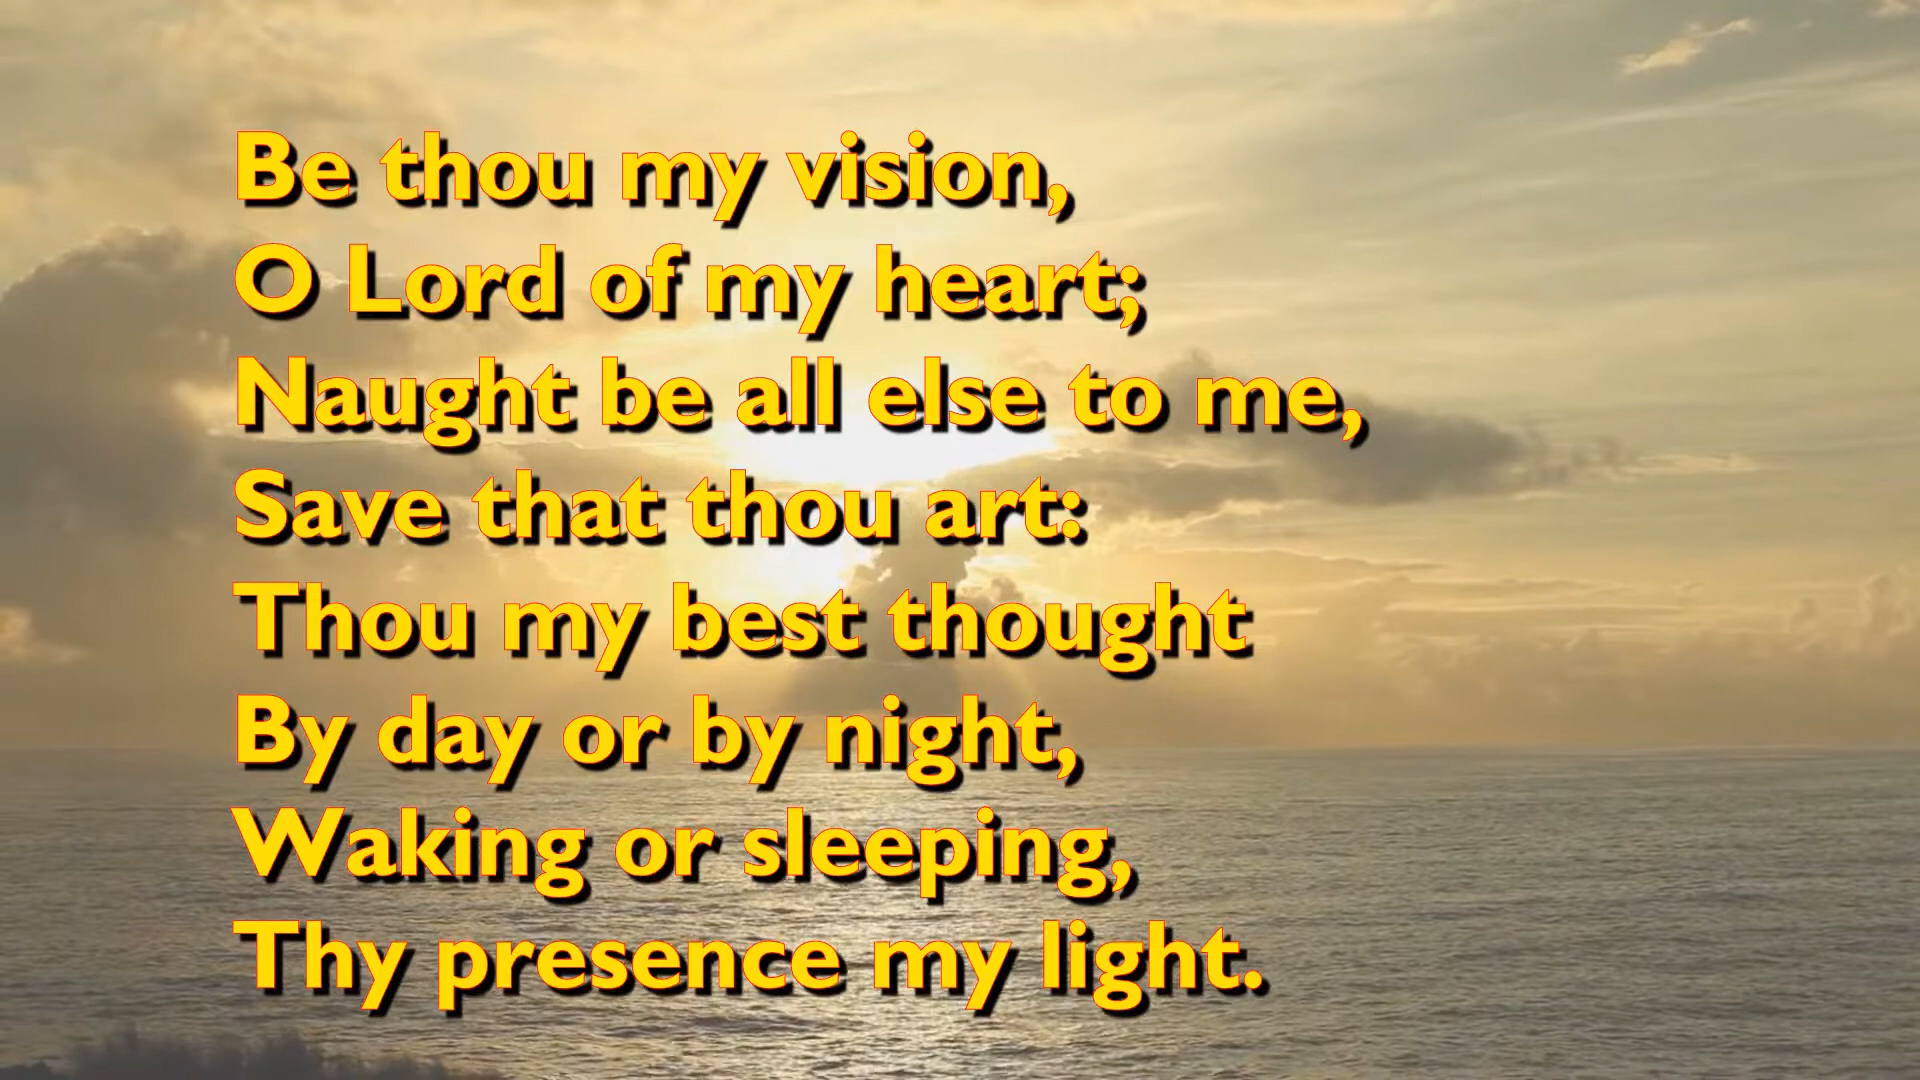 Be thou my vision,
O Lord of my heart;
Naught be all else to me,
Save that thou art:
Thou my best thought
By day or by night,
Waking or sleeping,
Thy presence my light.